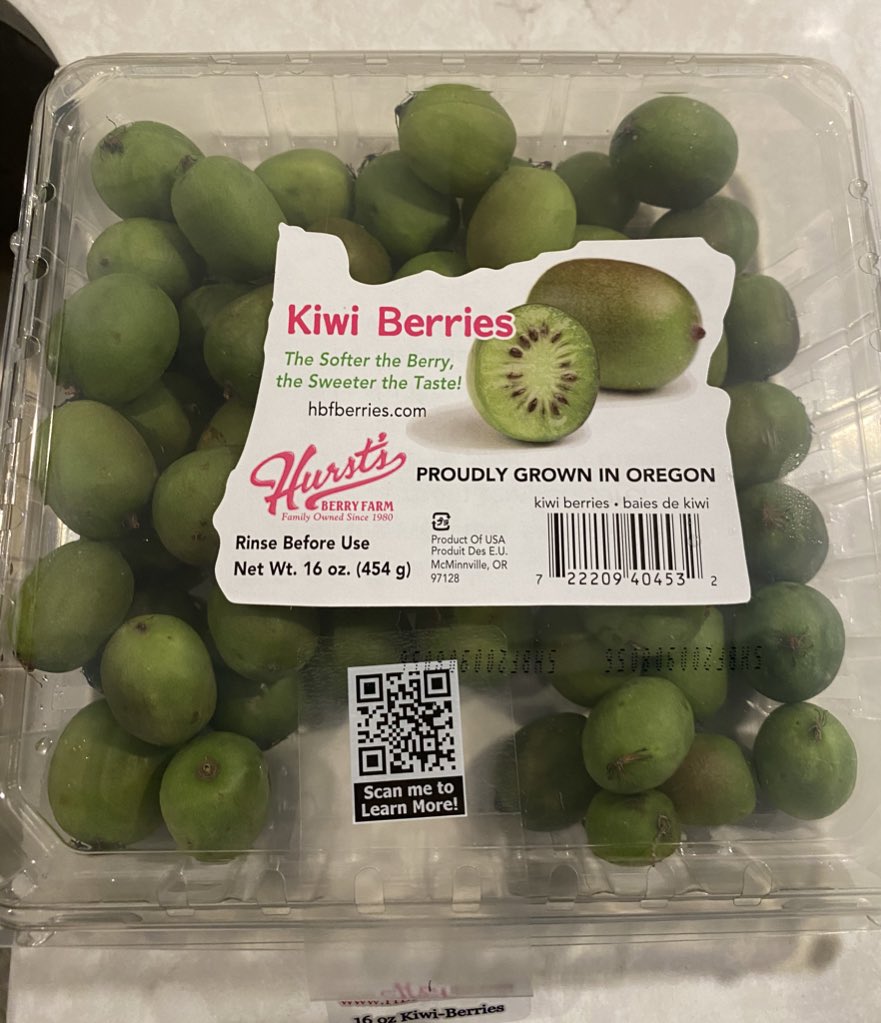 Kiwi Berries
The Softer the Berry,
the Sweeter the Taste!
hbfberries.com
Hurst's
BERRY FARM
Family Owned Since 1980
PROUDLY GROWN IN OREGON
kiwi berries • baies de kiwi
Rinse Before Use
Net Wt. 16 oz. (454 g)
Product Of USA
Produit Des E.U.
McMinnville, OR
97128
7 22209 40453 2
Scan me to
Learn More!
16 oz Kiwi-Berries